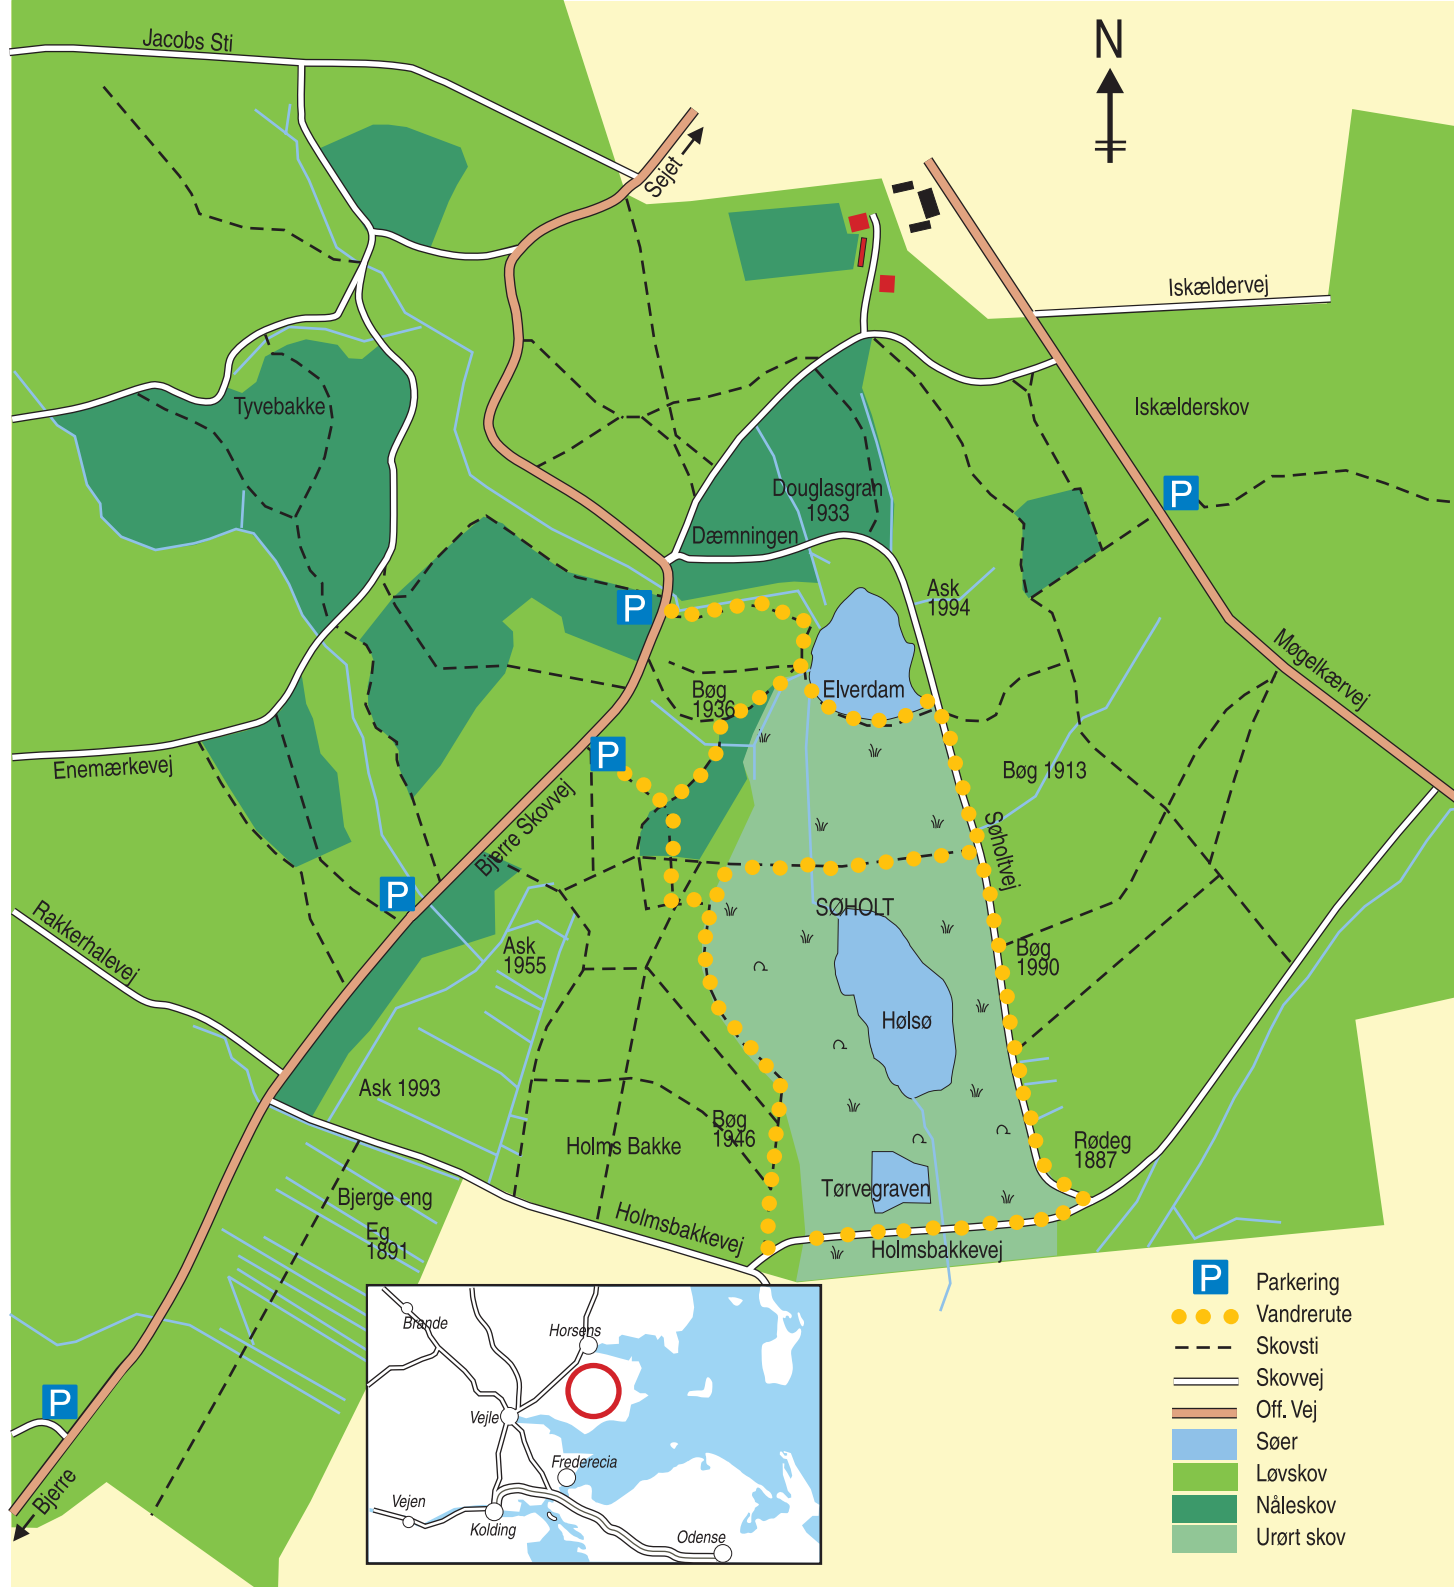 Jacobs Sti
N
Sejet
Iskældervej
Tyvebakke
Iskælderskov
P
Douglasgran
1933
Dæmningen
Ask
1994
P
Møgelkærvej
Elverdam
Bøg
1936
P
Enemærkevej
Bøg 1913
Bjerre Skovvej
Søholtvej
P
SØHOLT
Rakkerhalevej
Ask
1955
Bøg
1990
Hølsø
Ask 1993
Bøg
1946
Holms Bakke
Rødeg
1887
Tørvegraven
Bjerge eng
Eg
1891
Holmsbakkevej
Holmsbakkevej
P
Bjerre
Brande
Horsens
Vejle
Frederecia
Vejen
Kolding
Odense
P
Parkering
Vandrerute
Skovsti
Skovvej
Off. Vej
Søer
Løvskov
Nåleskov
Urørt skov